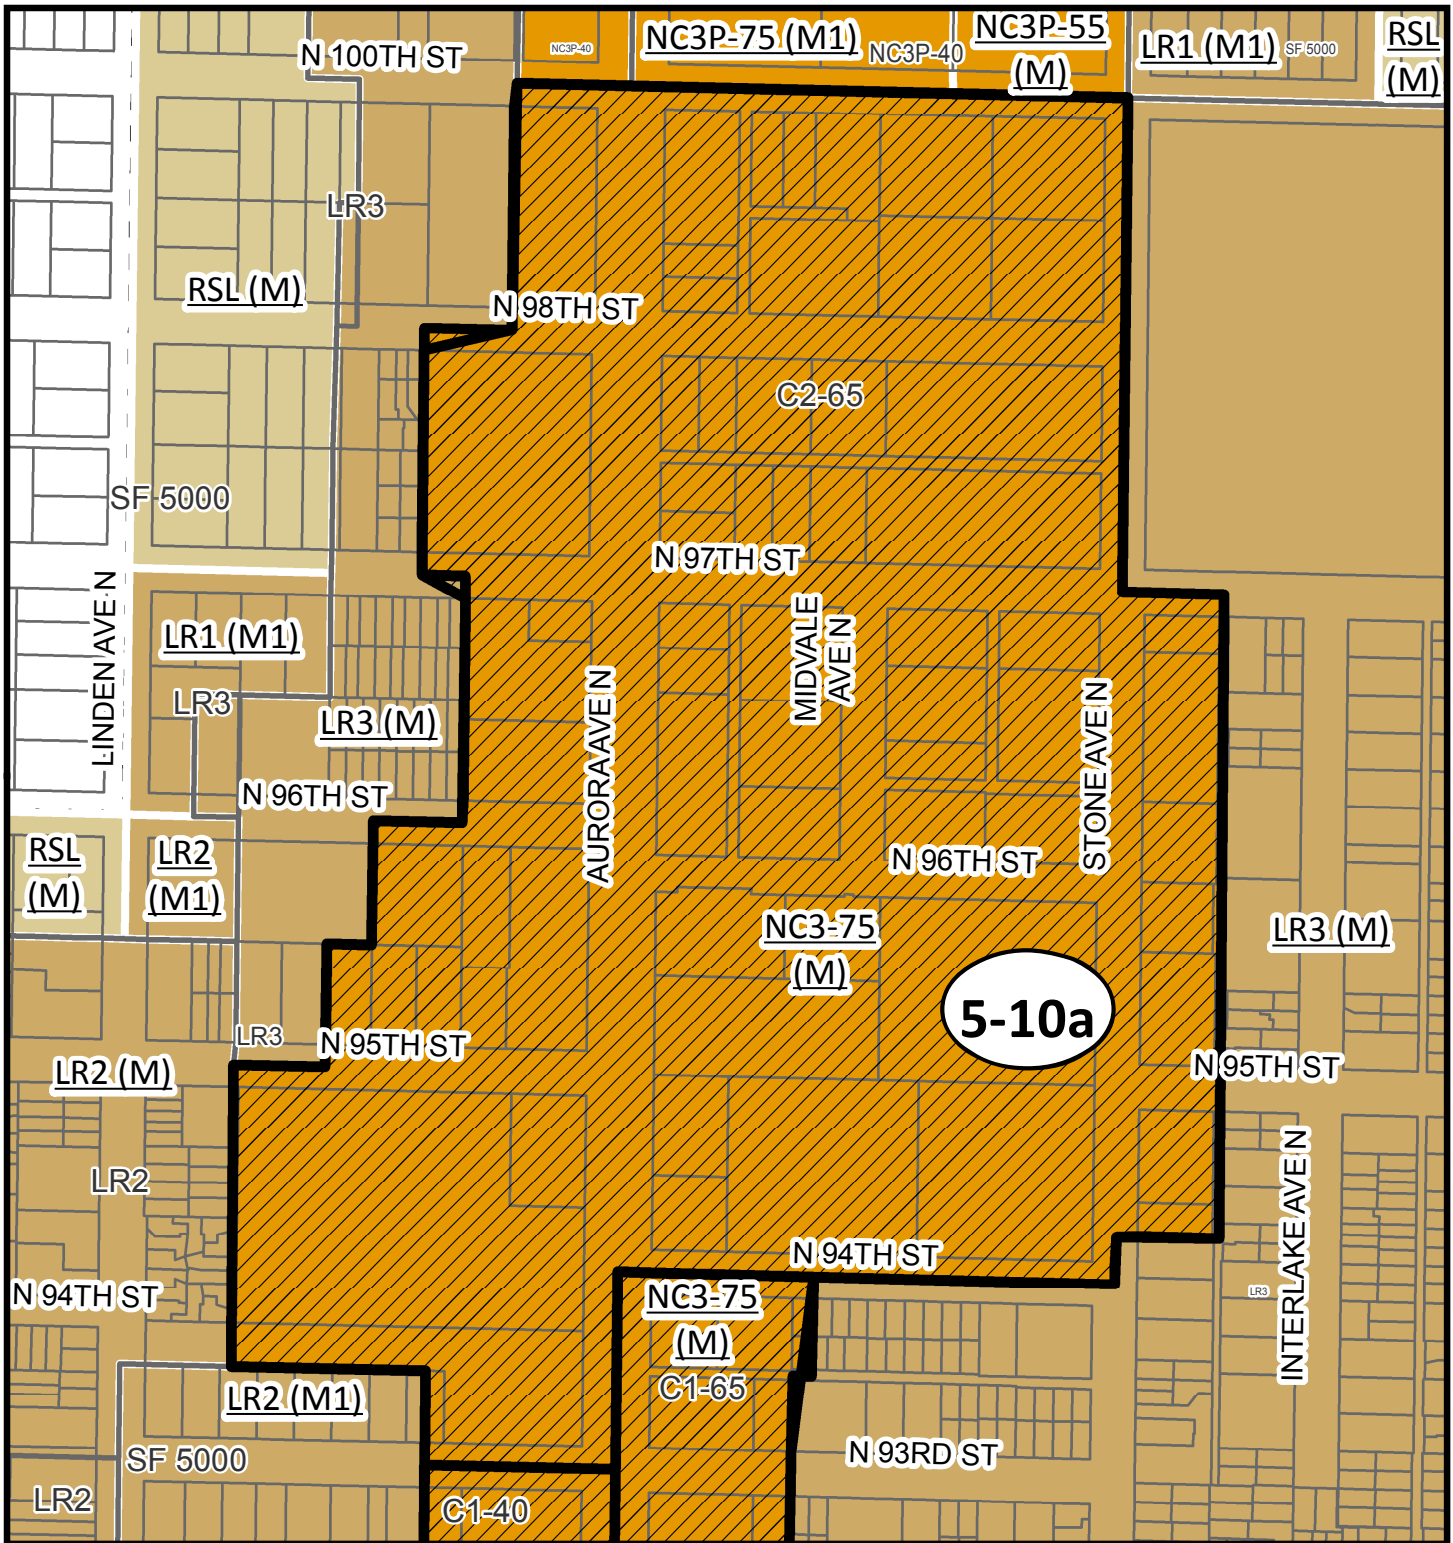 N 100TH ST
NC3P-40
NC3P-75 (M1)
NC3P-40
NC3P-55
(M)
LR1 (M1)
SF 5000
RSL
(M)
LR3
RSL (M)
N 98TH ST
C2-65
SF 5000
N 97TH ST
LINDEN AVE N
LR1 (M1)
LR3
LR3 (M)
AURORA AVE N
MIDVALE
AVE N
STONE AVE N
N 96TH ST
N 96TH ST
RSL
(M)
LR2
(M1)
NC3-75
(M)
LR3 (M)
5-10a
LR3
N 95TH ST
N 95TH ST
LR2 (M)
LR2
INTERLAKE AVE N
N 94TH ST
N 94TH ST
LR3
NC3-75
(M)
C1-65
LR2 (M1)
SF 5000
N 93RD ST
LR2
C1-40